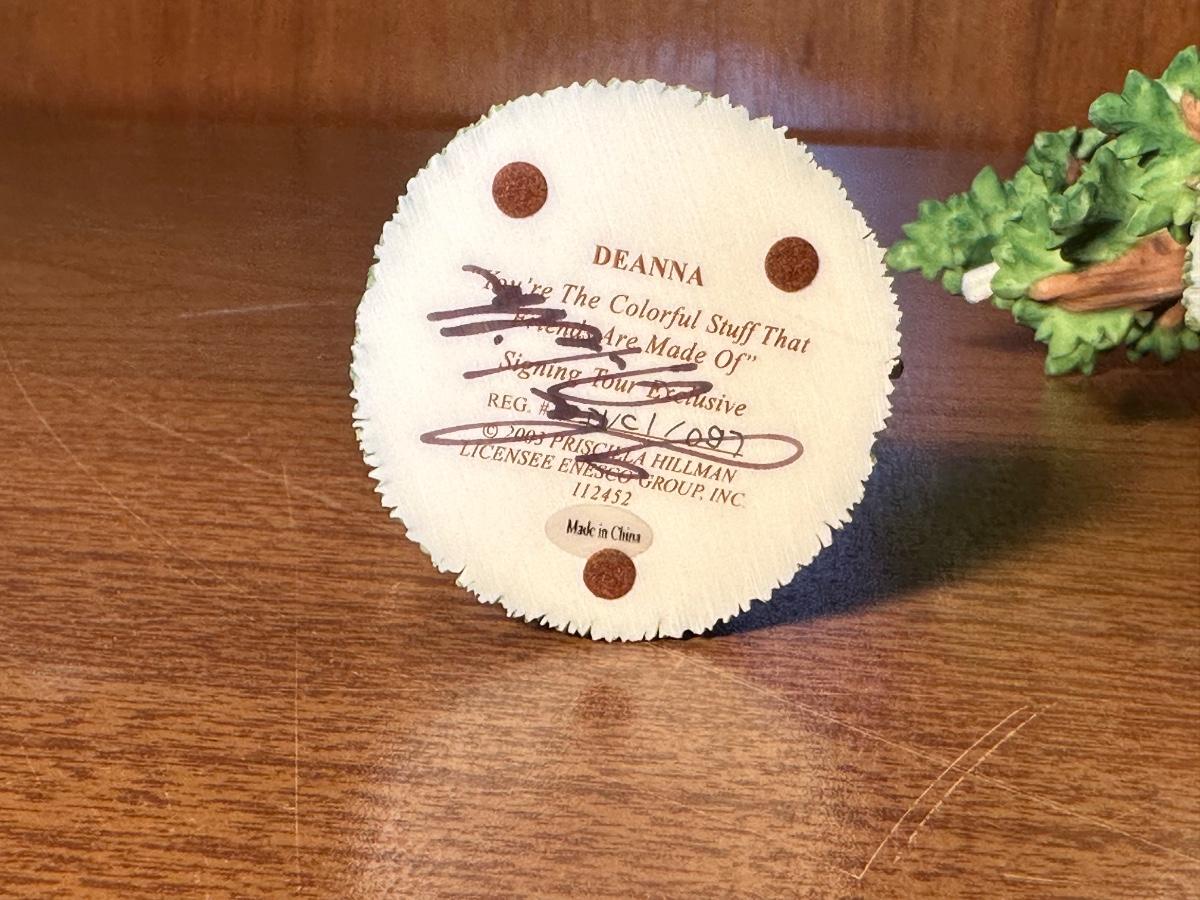 DEANNA
You're The Colorful Stuff That
Friends Are Made Of”
Signing Tour Exclusive
REG. #
© 2003 PRISCILLA HILLMAN
LICENSEE ENESCO GROUP, INC.
112452
Made in China